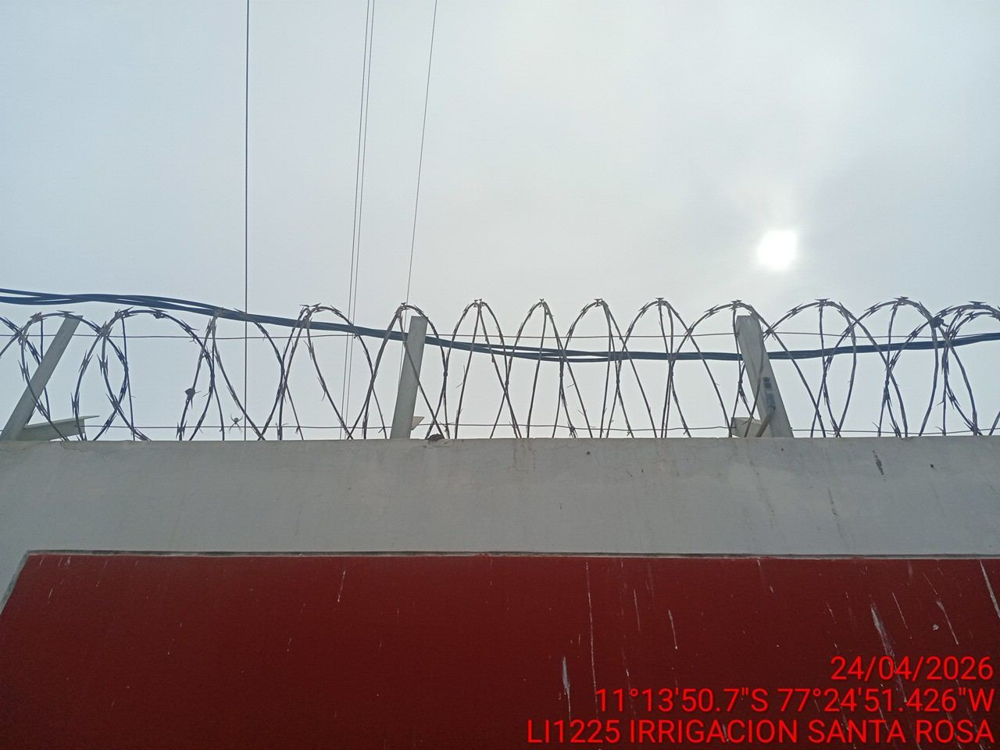 24/04/2026
11°13'50.7"S 77°24'51.426"W
LI1225 IRRIGACION SANTA ROSA